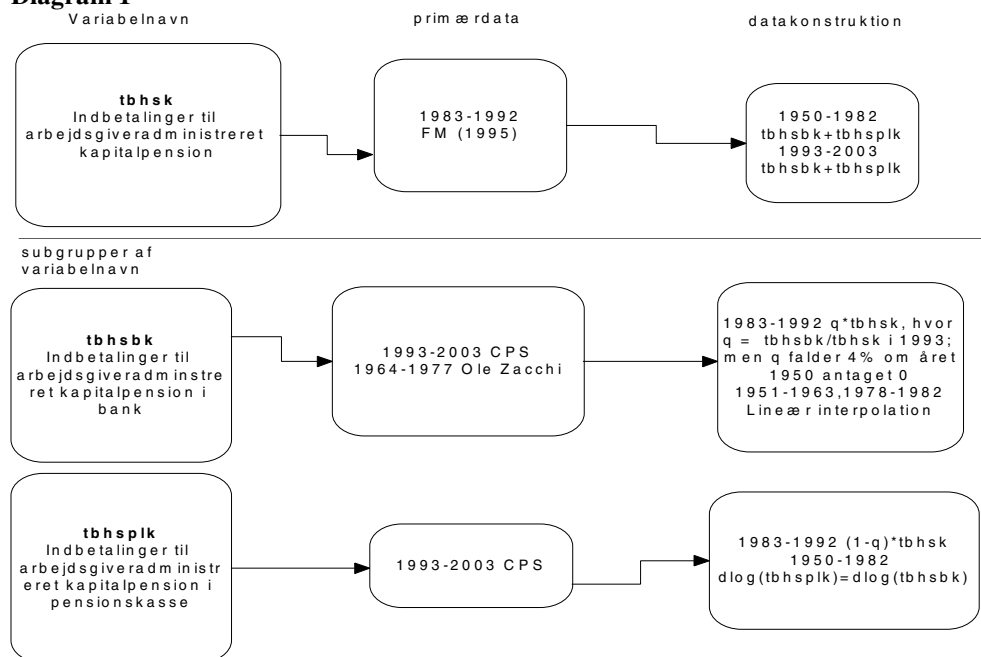 Variabelnavn
primærdata
datakonstruktion
tbhsk
Indbetalinger til
arbejdsgiveradministreret
kapitalpension
1983-1992
FM (1995)
1950-1982
tbhsbk+tbhsplk
1993-2003
tbhsbk+tbhsplk
subgrupper af
variabelnavn
tbhsbk
Indbetalinger til
arbejdsgiveradminstre
ret kapitalpension i
bank
1993-2003 CPS
1964-1977 Ole Zacchi
1983-1992 q*tbhsk, hvor
q = tbhsbk/tbhsk i 1993;
men q falder 4% om året
1950 antaget 0
1951-1963,1978-1982
Lineær interpolation
tbhsplk
Indbetalinger til
arbejdsgiveradministr
eret kapitalpension i
pensionskasse
1993-2003 CPS
1983-1992 (1-q)*tbhsk
1950-1982
dlog(tbhsplk)=dlog(tbhsbk)